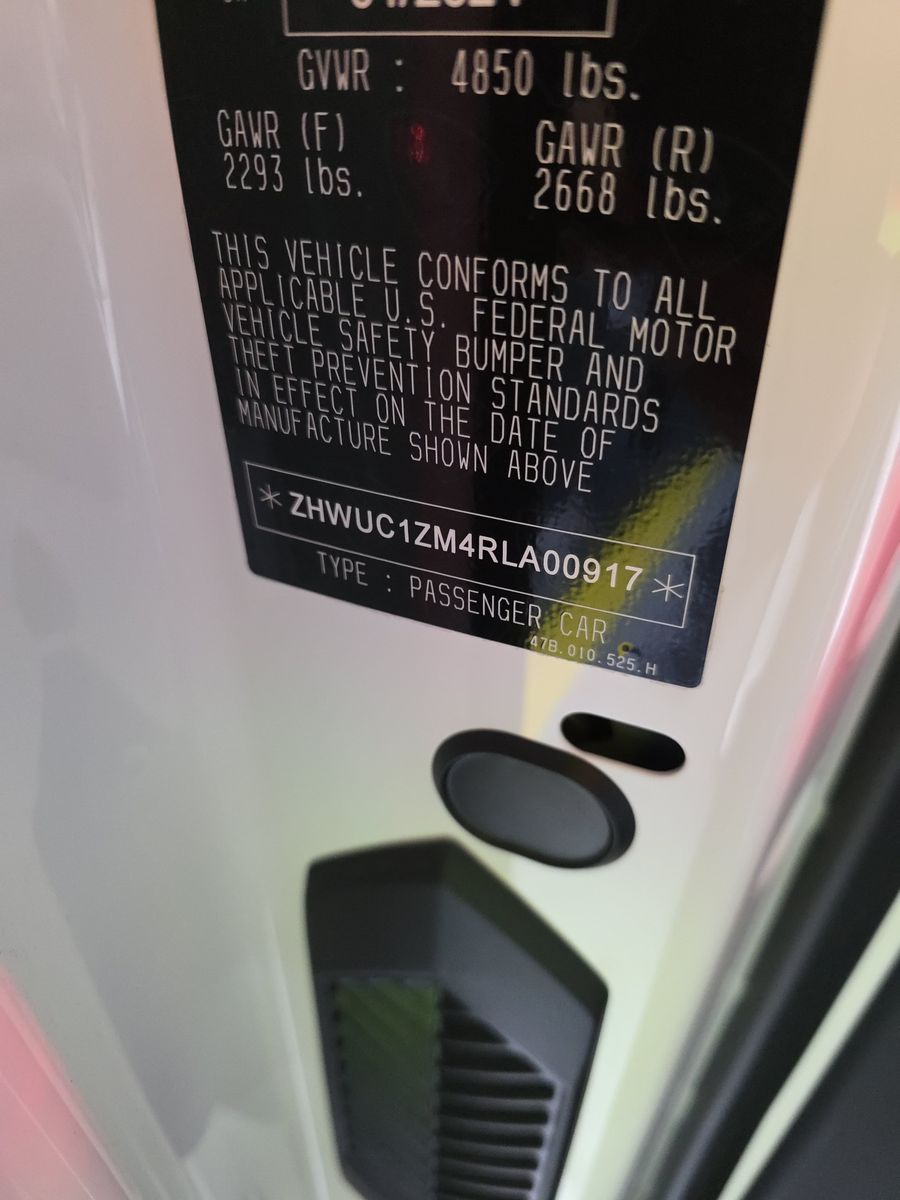 GVWR : 4850 lbs.
GAWR (F) GAWR (R)
2293 lbs. 2668 lbs.
THIS VEHICLE CONFORMS TO ALL
APPLICABLE U.S. FEDERAL MOTOR
VEHICLE SAFETY BUMPER AND
THEFT PREVENTION STANDARDS
IN EFFECT ON THE DATE OF
MANUFACTURE SHOWN ABOVE
* ZHWUC1ZM4RLA00917 *
TYPE : PASSENGER CAR
47B.010.525.H